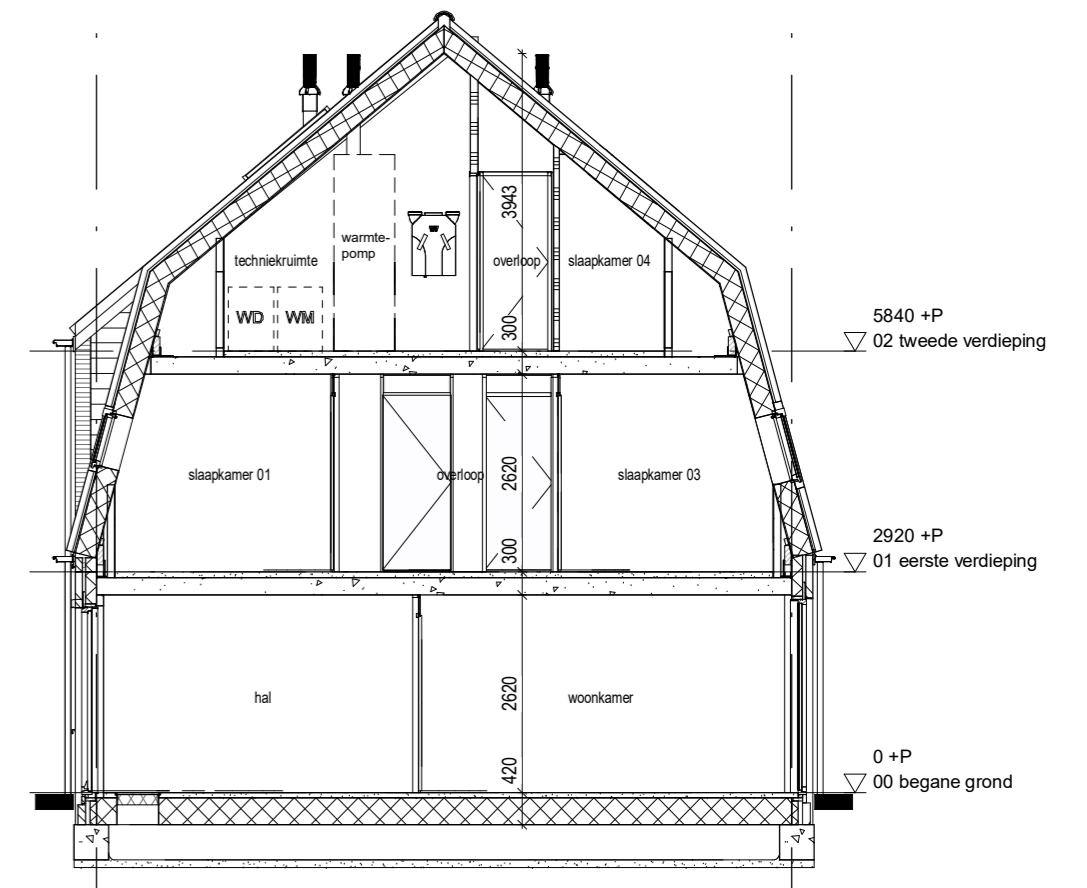 3943
warmte-
pomp
techniekruimte
overloop
slaapkamer 04
WD
WM
300
5840 +P
02 tweede verdieping
slaapkamer 01
overloop
2620
slaapkamer 03
300
2920 +P
01 eerste verdieping
hal
2620
woonkamer
420
0 +P
00 begane grond